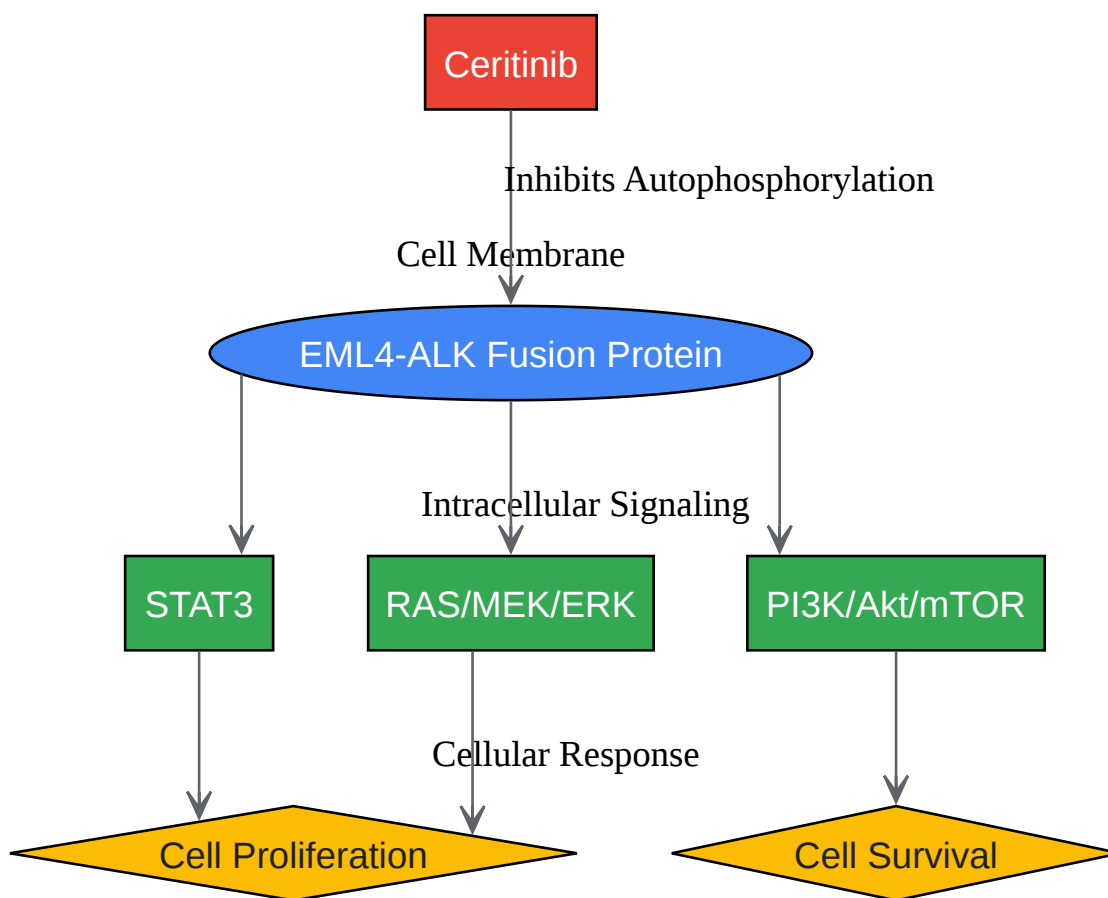 Ceritinib
Inhibits Autophosphorylation
Cell Membrane
EML4-ALK Fusion Protein
Intracellular Signaling
STAT3
RAS/MEK/ERK
PI3K/Akt/mTOR
Cellular Response
Cell Proliferation
Cell Survival